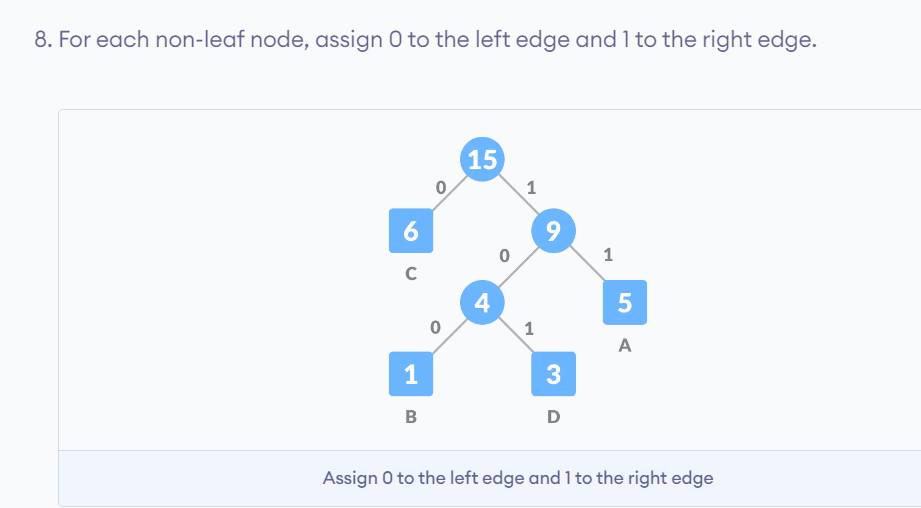 8. For each non-leaf node, assign 0 to the left edge and 1 to the right edge.
15
0 1
6 9
C
0 1
4 5
A
0 1
1 3
B D
Assign 0 to the left edge and 1 to the right edge